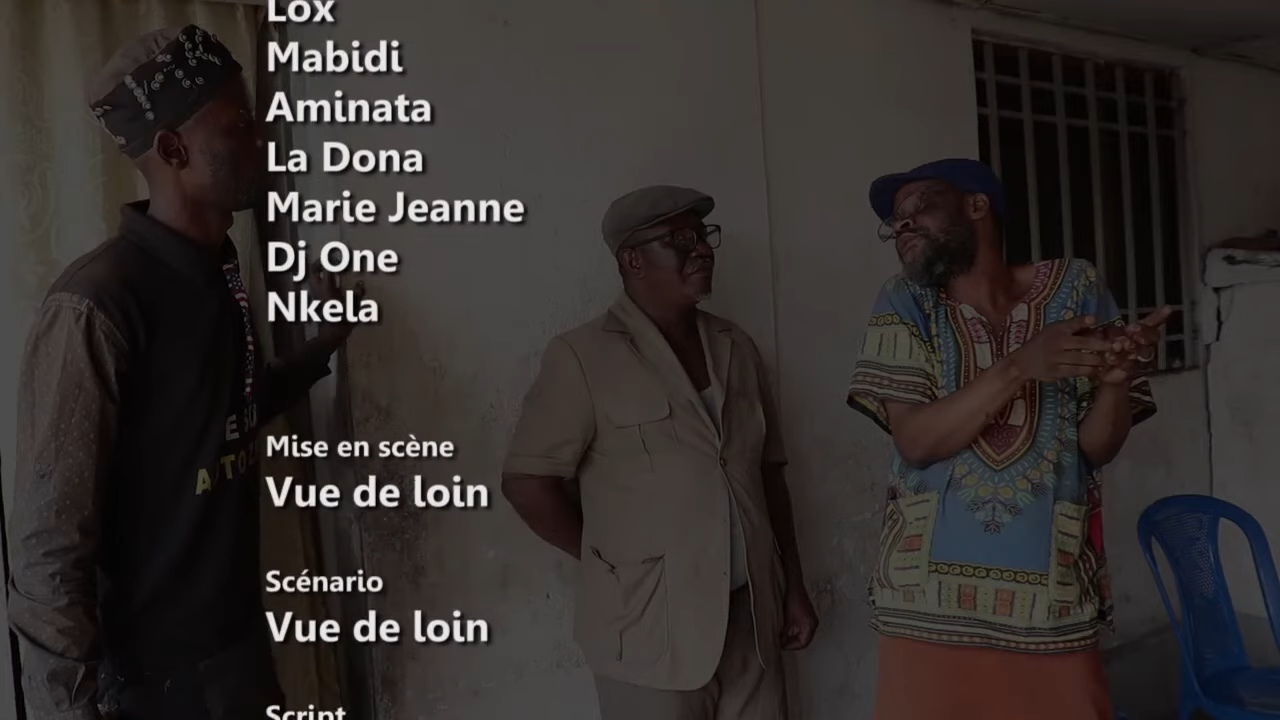 Lox
Mabidi
Aminata
La Dona
Marie Jeanne
Dj One
Nkela
Mise en scène
Vue de loin
Scénario
Vue de loin
Script